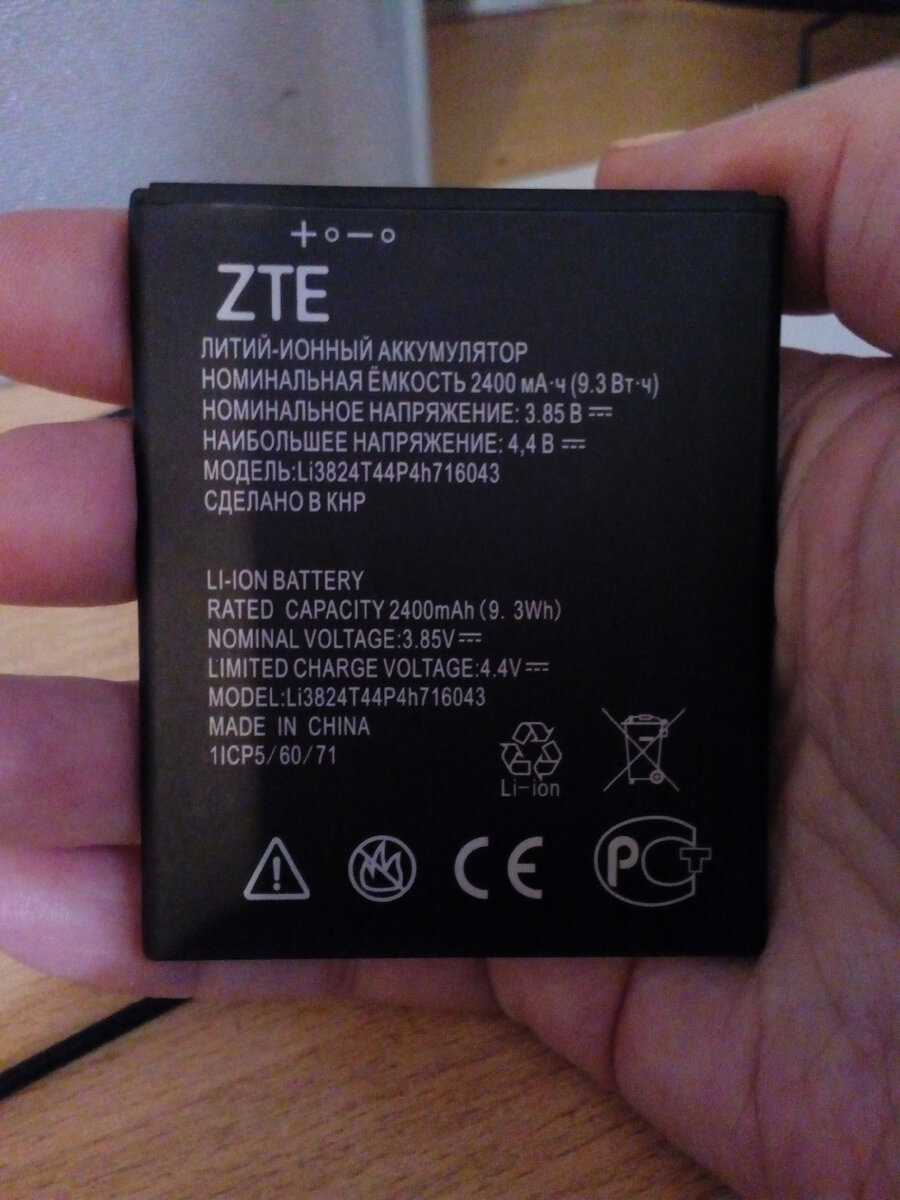 + o – o
ZTE
ЛИТИЙ-ИОННЫЙ АККУМУЛЯТОР
НОМИНАЛЬНАЯ ЁМКОСТЬ 2400 мА·ч (9.3 Вт·ч)
НОМИНАЛЬНОЕ НАПРЯЖЕНИЕ: 3.85 В ⎓
НАИБОЛЬШЕЕ НАПРЯЖЕНИЕ: 4,4 В ⎓
МОДЕЛЬ:Li3824T44P4h716043
СДЕЛАНО В КНР
LI-ION BATTERY
RATED CAPACITY 2400mAh (9. 3Wh)
NOMINAL VOLTAGE:3.85V⎓
LIMITED CHARGE VOLTAGE:4.4V⎓
MODEL:Li3824T44P4h716043
MADE IN CHINA
1ICP5/60/71
Li-ion
CE
РСТ